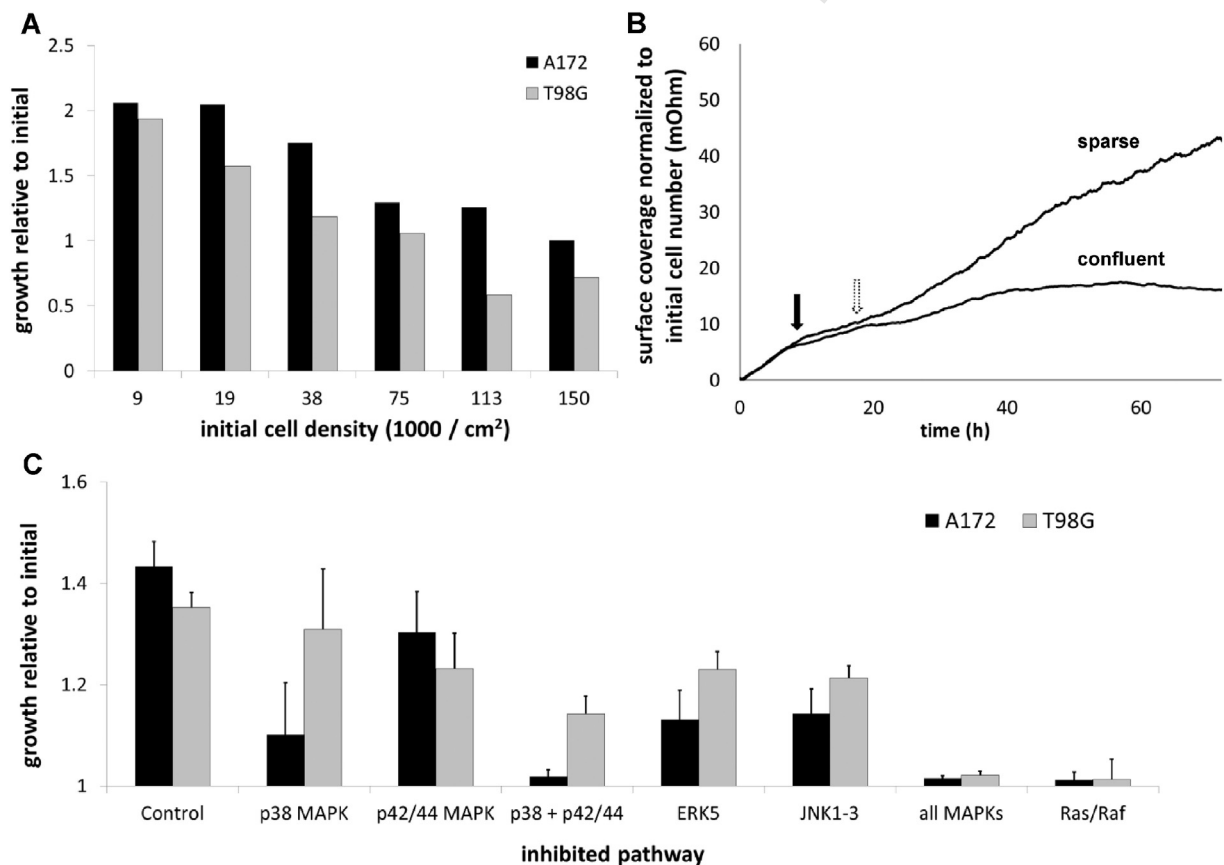 A
2.5
2
1.5
1
0.5
0
growth relative to initial
A172
T98G
9 19 38 75 113 150
initial cell density (1000 / cm²)
B
surface coverage normalized to
initial cell number (mOhm)
60
50
40
30
20
10
0
sparse
confluent
0 20 40 60
time (h)
C
growth relative to initial
1.6
1.4
1.2
1
A172 T98G
Control p38 MAPK p42/44 MAPK p38 + p42/44 ERK5 JNK1-3 all MAPKs Ras/Raf
inhibited pathway